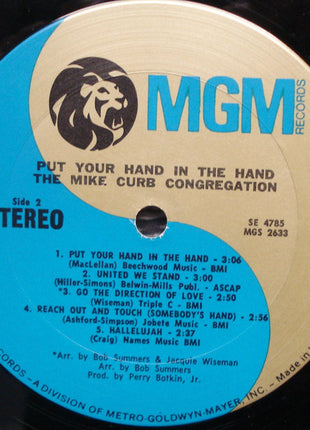 MGM
RECORDS
PUT YOUR HAND IN THE HAND
THE MIKE CURB CONGREGATION
Side 2
TEREO
SE 4785
MGS 2633
1. PUT YOUR HAND IN THE HAND - 3:06
(MacLellan) Beechwood Music - BMI
2. UNITED WE STAND - 3:00
(Hiller-Simons) Belwin-Mills Publ. - ASCAP
*3. GO THE DIRECTION OF LOVE - 2:50
(Wiseman) Triple C - BMI
4. REACH OUT AND TOUCH (SOMEBODY'S HAND) - 2:56
(Ashford-Simpson) Jobete Music - BMI
5. HALLELUJAH - 2:37
(Craig) Names Music - BMI
*Arr. by Bob Summers & Jacquie Wiseman
Arr. by Bob Summers
Prod. by Perry Botkin, Jr.
CORDS - A DIVISION OF METRO-GOLDWYN-MAYER, INC. - Made in